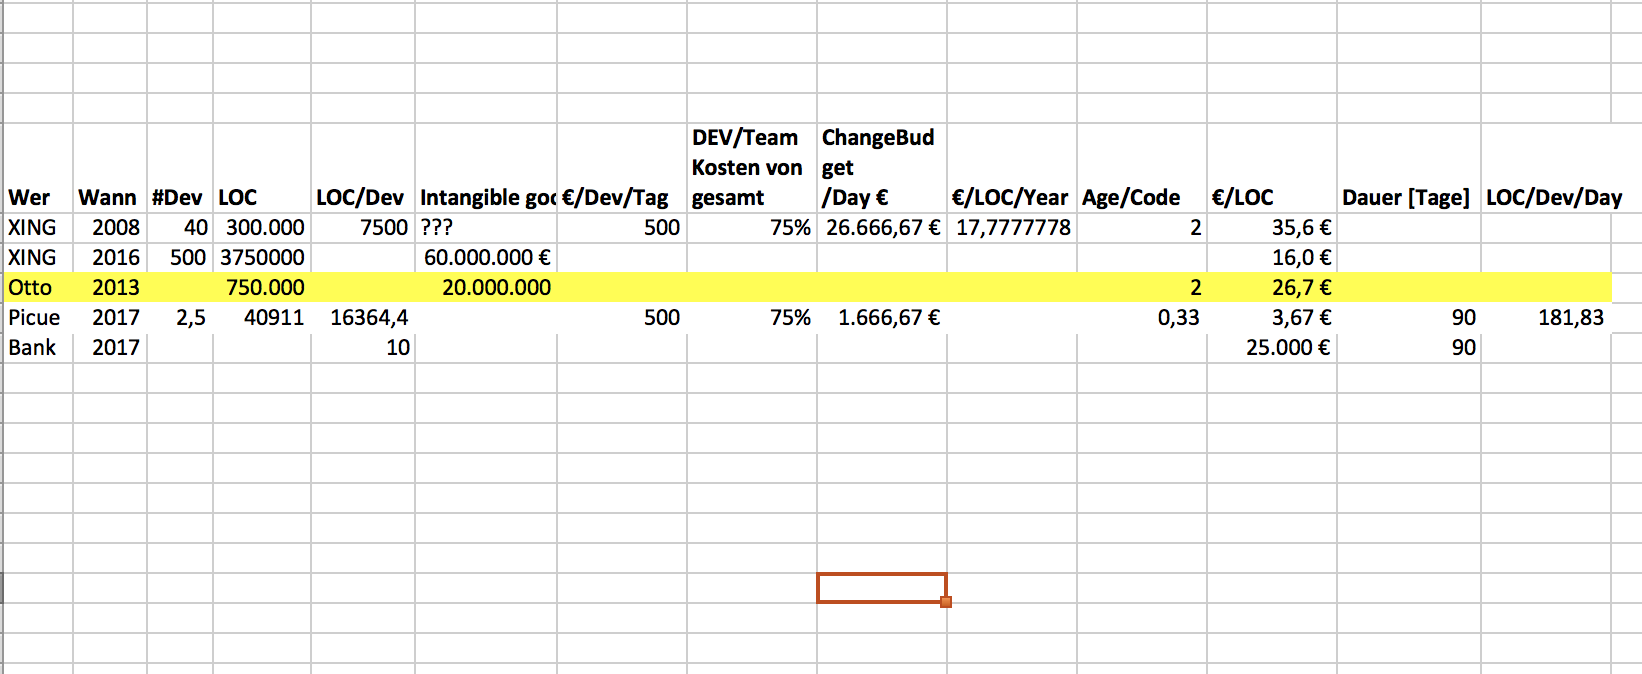 DEV/Team ChangeBud
Kosten von get
Wer Wann #Dev LOC LOC/Dev Intangible goo €/Dev/Tag gesamt /Day € €/LOC/Year Age/Code €/LOC Dauer [Tage] LOC/Dev/Day
XING 2008 40 300.000 7500 ??? 500 75% 26.666,67 € 17,7777778 2 35,6 €
XING 2016 500 3750000 60.000.000 € 16,0 €
Otto 2013 750.000 20.000.000 2 26,7 €
Picue 2017 2,5 40911 16364,4 500 75% 1.666,67 € 0,33 3,67 € 90 181,83
Bank 2017 10 25.000 € 90